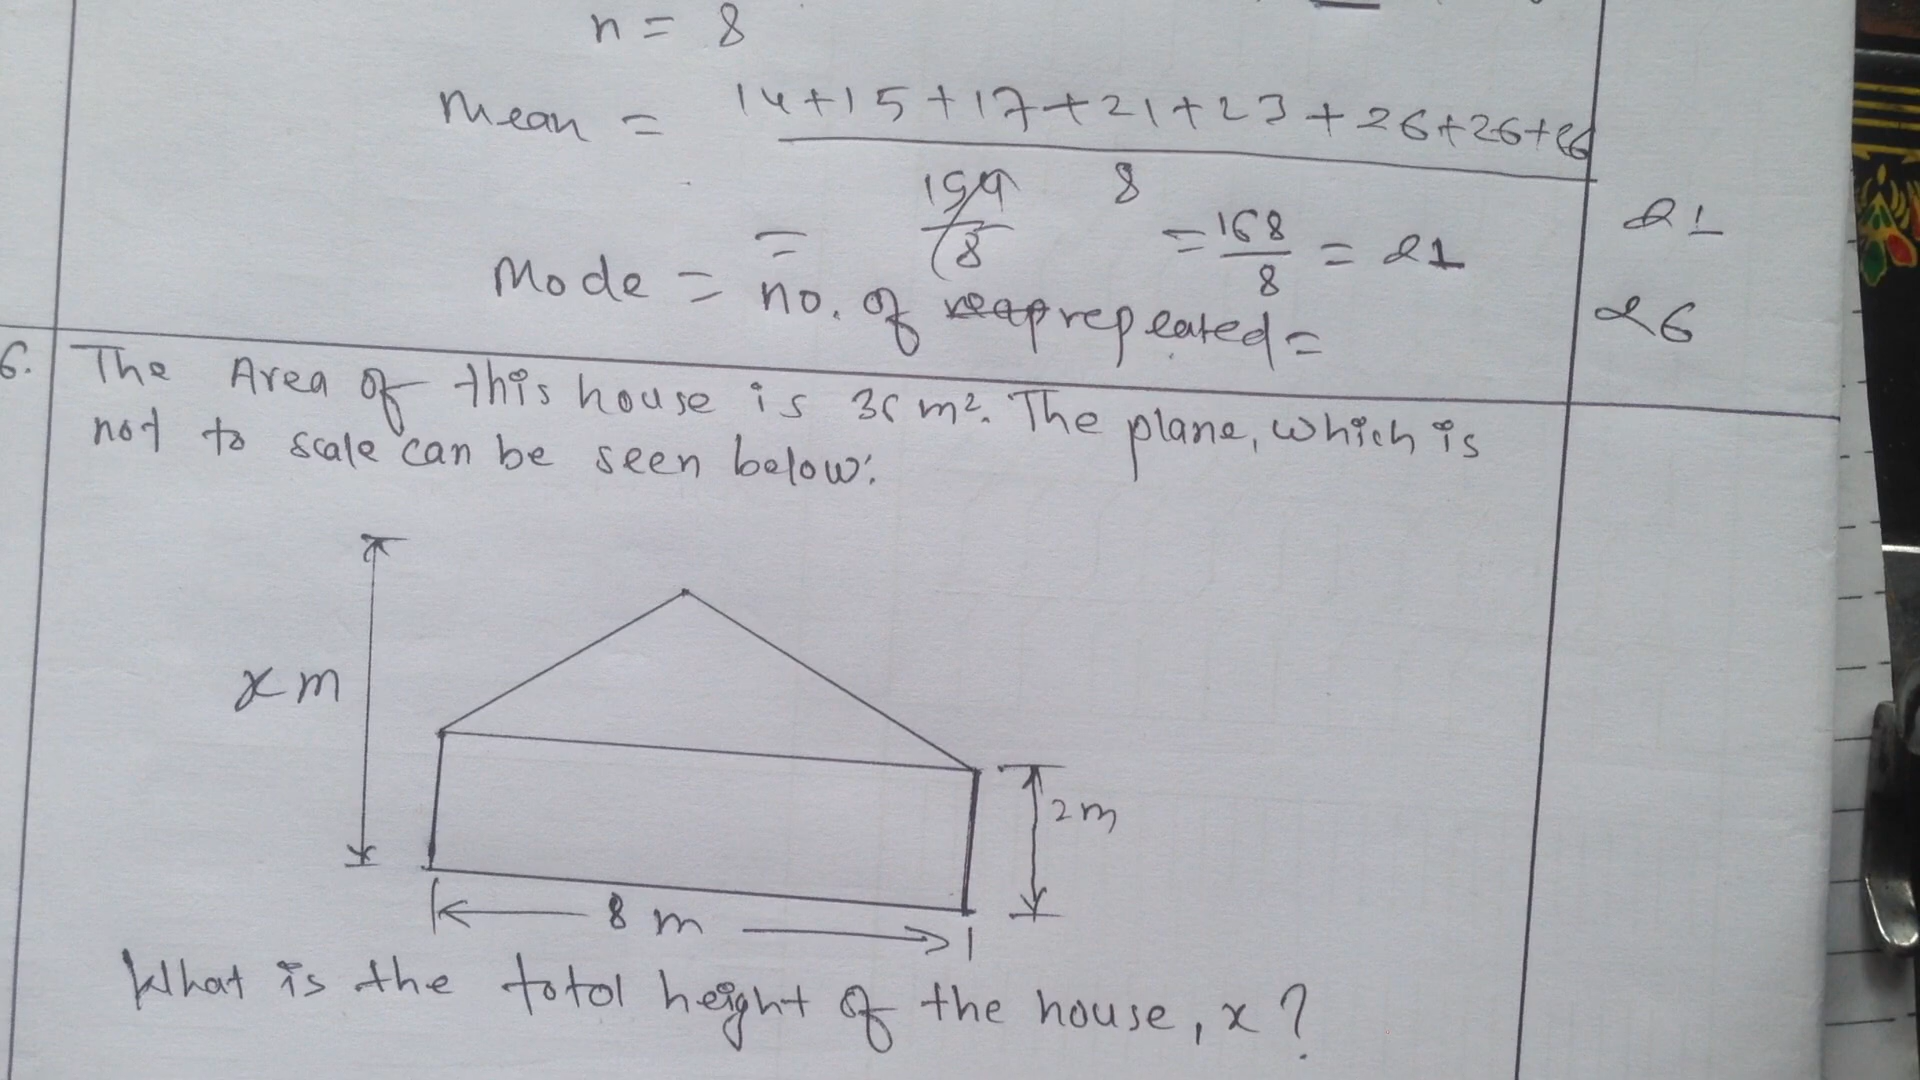 n = 8
Mean = 14+15+17+21+23+26+26+26
8
= 168/8 = 21
21
Mode = no. of repeated =
26
6. The Area of this house is 36 m². The plane, which is
not to scale can be seen below:
x m
2m
8 m
What is the total height of the house, x?